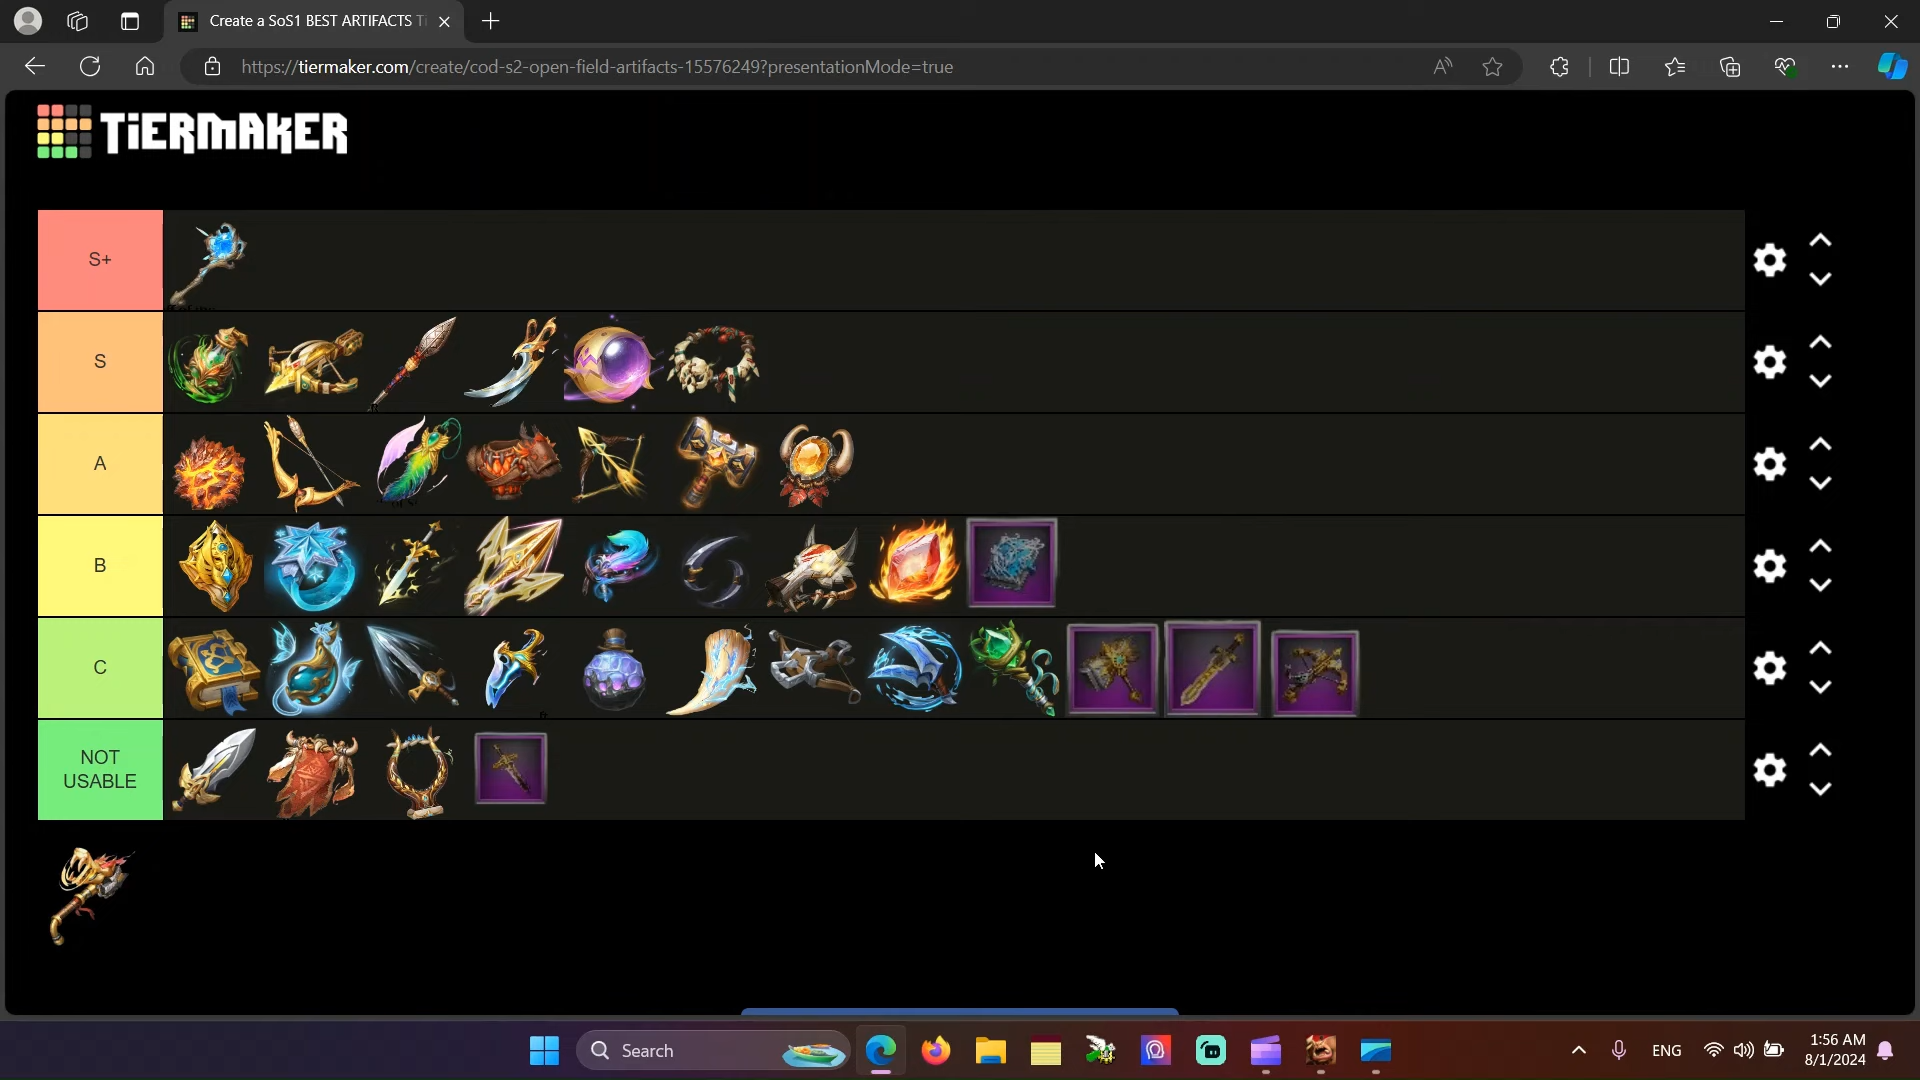 Create a SoS1 BEST ARTIFACTS Ti
https://tiermaker.com/create/cod-s2-open-field-artifacts-15576249?presentationMode=true
TiERMAKER
S+
S
A
B
C
NOT
USABLE
Search
ENG
1:56 AM
8/1/2024